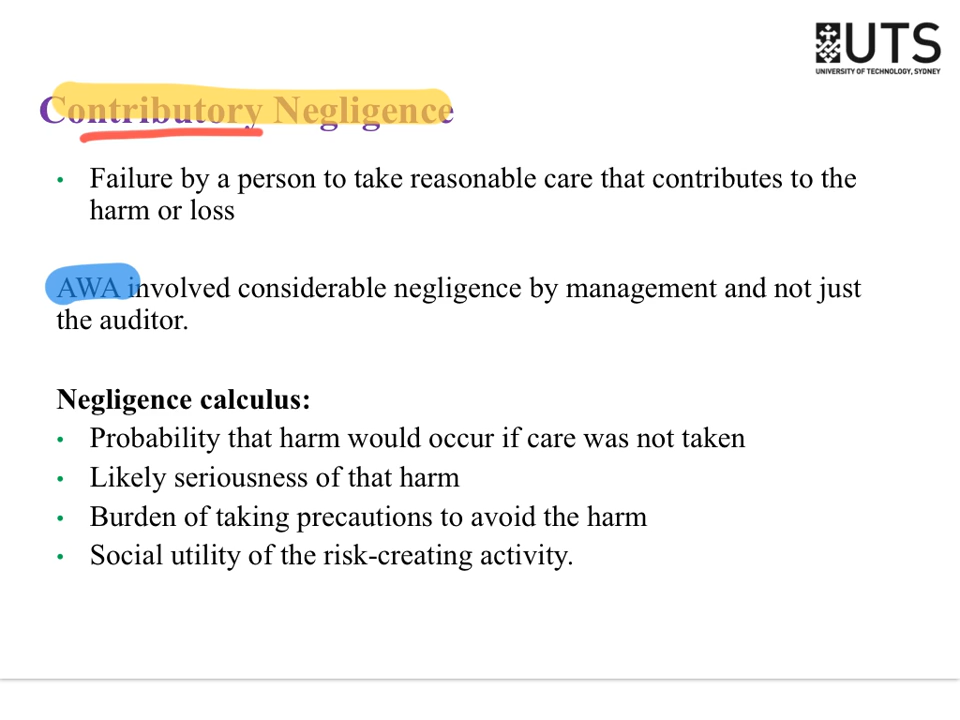 UTS
UNIVERSITY OF TECHNOLOGY, SYDNEY
Contributory Negligence
• Failure by a person to take reasonable care that contributes to the
harm or loss
AWA involved considerable negligence by management and not just
the auditor.
Negligence calculus:
• Probability that harm would occur if care was not taken
• Likely seriousness of that harm
• Burden of taking precautions to avoid the harm
• Social utility of the risk-creating activity.